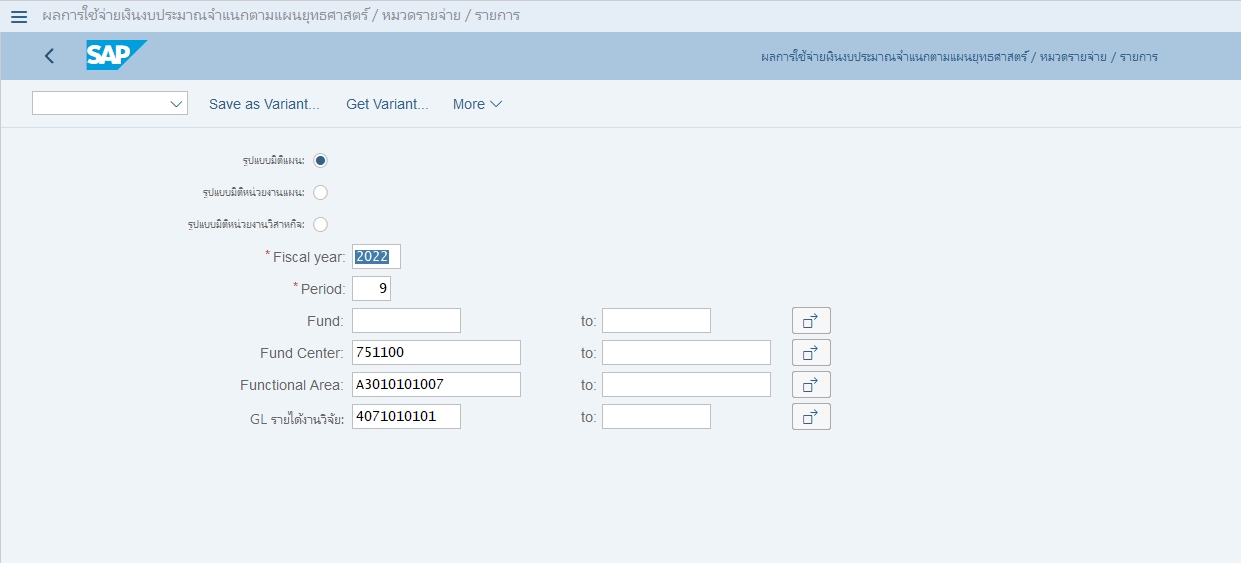 ผลการใช้จ่ายเงินงบประมาณจำแนกตามแผนยุทธศาสตร์ / หมวดรายจ่าย / รายการ
SAP ผลการใช้จ่ายเงินงบประมาณจำแนกตามแผนยุทธศาสตร์ / หมวดรายจ่าย / รายการ
Save as Variant... Get Variant... More
รูปแบบมิติแผน:
รูปแบบมิติหน่วยงานแผน:
รูปแบบมิติหน่วยงานวิสาหกิจ:
* Fiscal year: 2022
* Period: 9
Fund: to:
Fund Center: 751100 to:
Functional Area: A3010101007 to:
GL รายได้งานวิจัย: 4071010101 to: